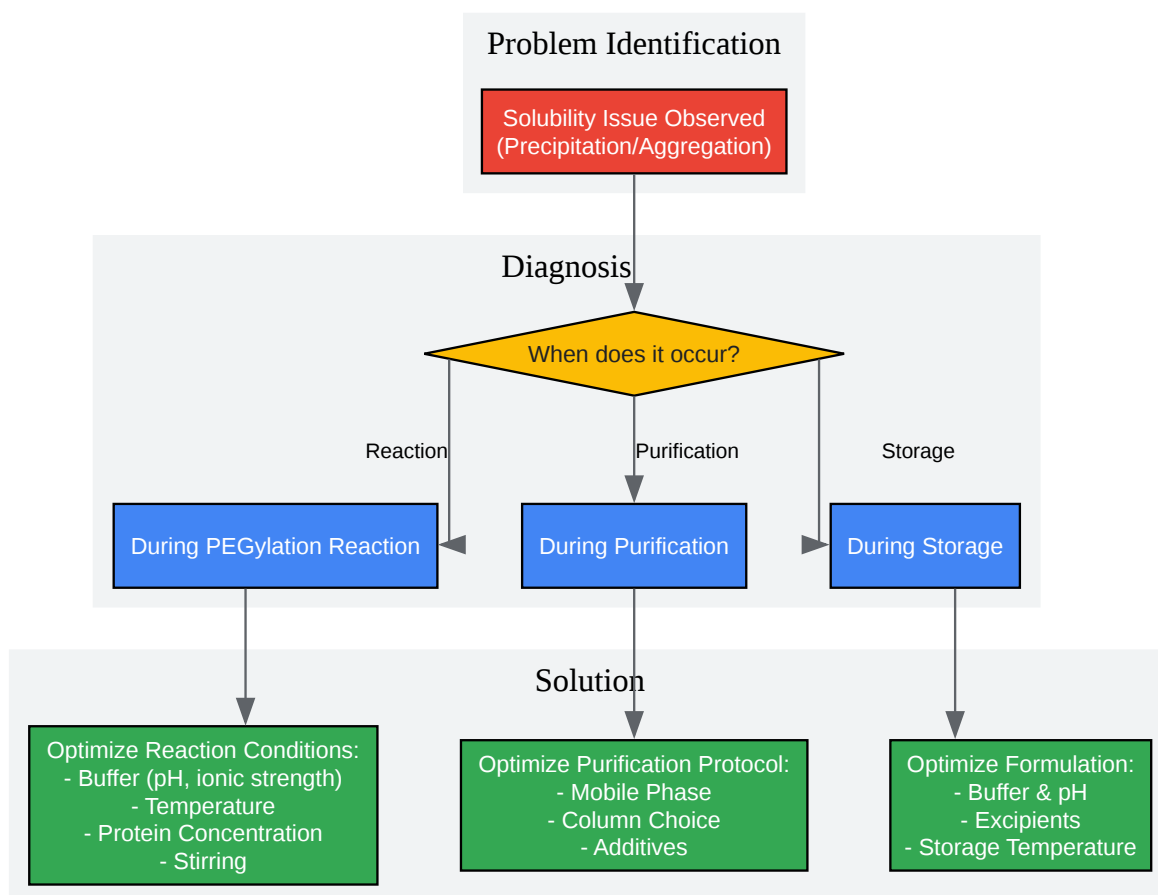 Problem Identification
Solubility Issue Observed
(Precipitation/Aggregation)
Diagnosis
When does it occur?
Reaction
Purification
Storage
During PEGylation Reaction
During Purification
During Storage
Solution
Optimize Reaction Conditions:
- Buffer (pH, ionic strength)
- Temperature
- Protein Concentration
- Stirring
Optimize Purification Protocol:
- Mobile Phase
- Column Choice
- Additives
Optimize Formulation:
- Buffer & pH
- Excipients
- Storage Temperature